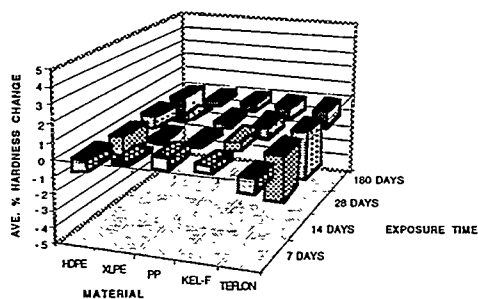 AVE. % HARDNESS CHANGE
5
4
3
2
1
0
-1
-2
-3
-4
-5
HDPE
XLPE
PP
KEL-F
TEFLON
MATERIAL
7 DAYS
14 DAYS
28 DAYS
180 DAYS
EXPOSURE TIME